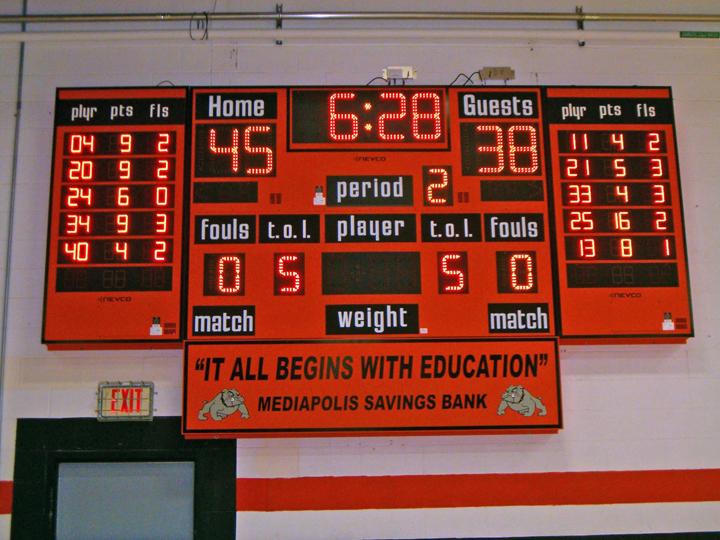 plyr pts fls
04 9 2
20 9 2
24 6 0
34 9 3
40 4 2
NEVCO
Home 6:28 Guests
45 38
NEVCO
period 2
fouls t.o.l. player t.o.l. fouls
0 5 5 0
match weight match
plyr pts fls
11 4 2
21 5 3
33 4 3
25 16 2
13 8 1
NEVCO
"IT ALL BEGINS WITH EDUCATION"
MEDIAPOLIS SAVINGS BANK
EXIT